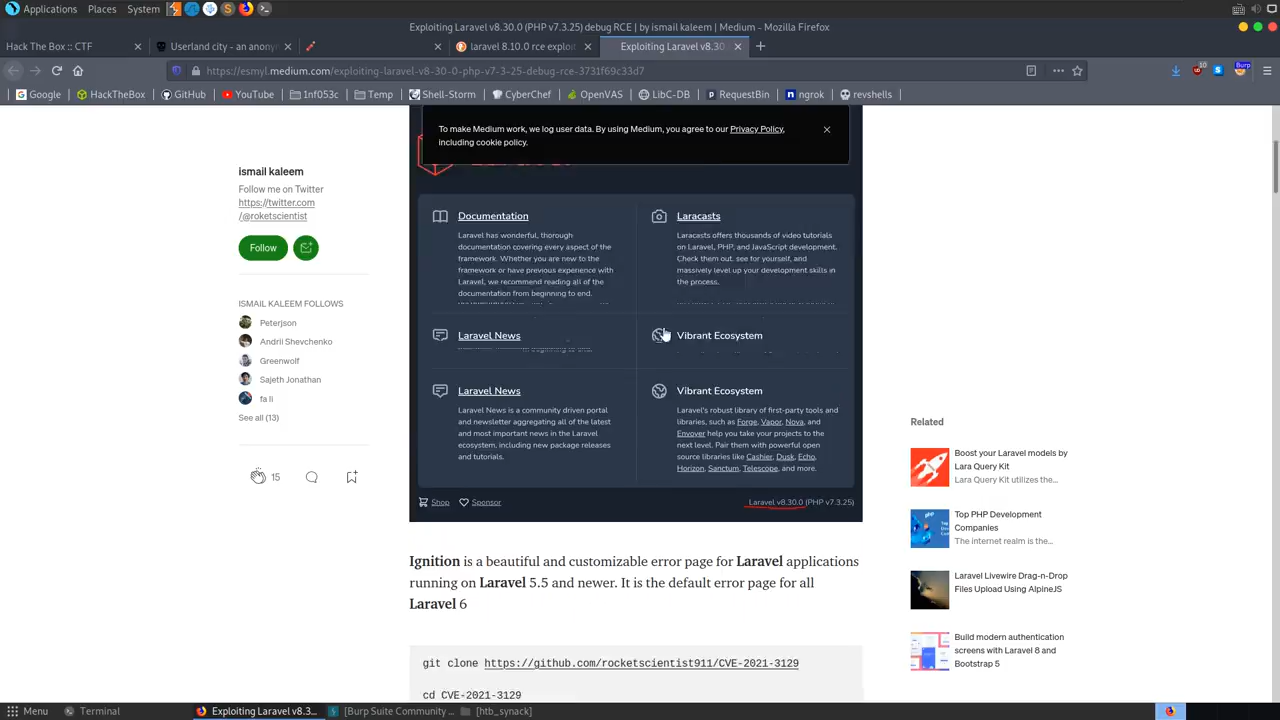 Applications Places System
Exploiting Laravel v8.30.0 (PHP v7.3.25) debug RCE | by ismail kaleem | Medium - Mozilla Firefox
Hack The Box :: CTF
Userland city - an anony
laravel 8.10.0 rce exploit
Exploiting Laravel v8.30.
https://esmyl.medium.com/exploiting-laravel-v8-30-0-php-v7-3-25-debug-rce-3731f69c33d7
Burp
Google HackTheBox GitHub YouTube 1nf053c Temp Shell-Storm CyberChef OpenVAS LibC-DB RequestBin ngrok revshells
To make Medium work, we log user data. By using Medium, you agree to our Privacy Policy,
including cookie policy.
ismail kaleem
Follow me on Twitter
https://twitter.com
/@roketscientist
Follow
ISMAIL KALEEM FOLLOWS
Peterjson
Andrii Shevchenko
Greenwolf
Sajeth Jonathan
fa li
See all (13)
15
Documentation
Laravel has wonderful, thorough
documentation covering every aspect of the
framework. Whether you are new to the
framework or have previous experience with
Laravel, we recommend reading all of the
documentation from beginning to end.
Laracasts
Laracasts offers thousands of video tutorials
on Laravel, PHP, and JavaScript development.
Check them out, see for yourself, and
massively level up your development skills in
the process.
Laravel News
Vibrant Ecosystem
Laravel News
Laravel News is a community driven portal
and newsletter aggregating all of the latest
and most important news in the Laravel
ecosystem, including new package releases
and tutorials.
Vibrant Ecosystem
Laravel's robust library of first-party tools and
libraries, such as Forge, Vapor, Nova, and
Envoyer help you take your projects to the
next level. Pair them with powerful open
source libraries like Cashier, Dusk, Echo,
Horizon, Sanctum, Telescope, and more.
Shop Sponsor
Laravel v8.30.0 (PHP v7.3.25)
Ignition is a beautiful and customizable error page for Laravel applications
running on Laravel 5.5 and newer. It is the default error page for all
Laravel 6
git clone https://github.com/rocketscientist911/CVE-2021-3129
cd CVE-2021-3129
Related
Boost your Laravel models by
Lara Query Kit
Lara Query Kit utilizes the...
Top PHP Development
Companies
The internet realm is the...
Laravel Livewire Drag-n-Drop
Files Upload Using AlpineJS
Build modern authentication
screens with Laravel 8 and
Bootstrap 5
Menu Terminal Exploiting Laravel v8.3... [Burp Suite Community ... [htb_synack]